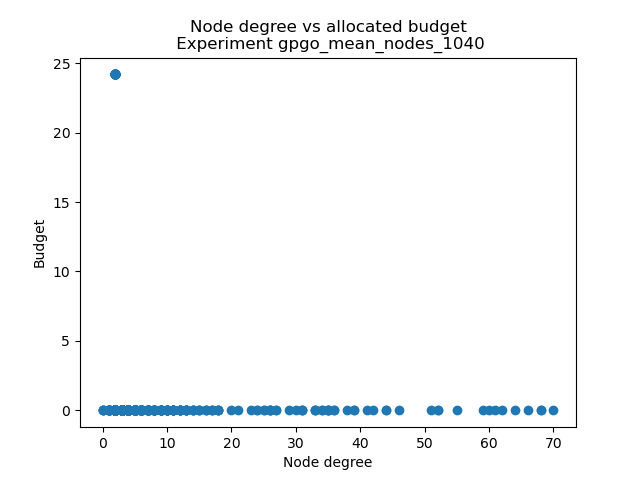 Node degree vs allocated budget
Experiment gpgo_mean_nodes_1040
25
20
15
10
5
0
Budget
0 10 20 30 40 50 60 70
Node degree